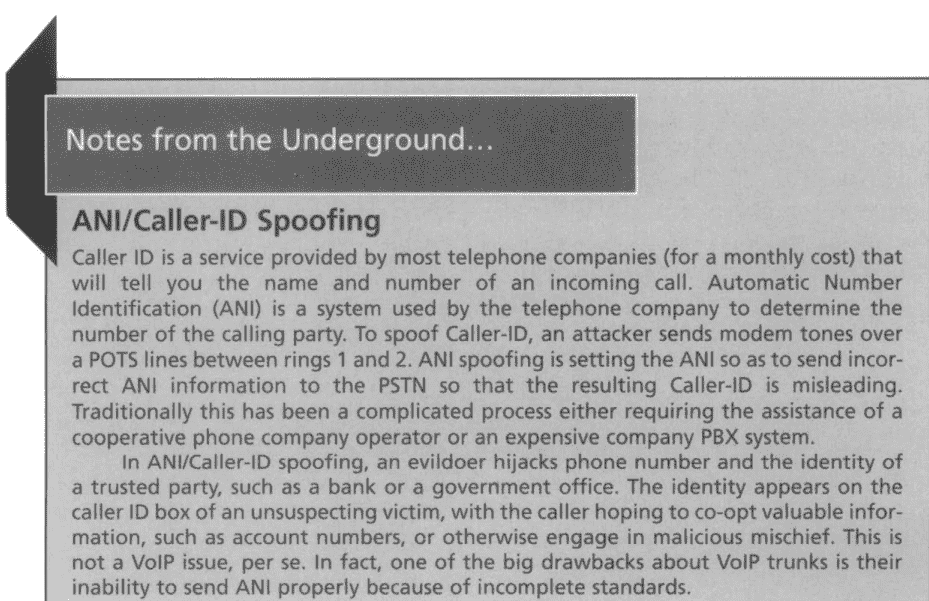 Notes from the Underground...
ANI/Caller-ID Spoofing
Caller ID is a service provided by most telephone companies (for a monthly cost) that
will tell you the name and number of an incoming call. Automatic Number
Identification (ANI) is a system used by the telephone company to determine the
number of the calling party. To spoof Caller-ID, an attacker sends modem tones over
a POTS lines between rings 1 and 2. ANI spoofing is setting the ANI so as to send incor-
rect ANI information to the PSTN so that the resulting Caller-ID is misleading.
Traditionally this has been a complicated process either requiring the assistance of a
cooperative phone company operator or an expensive company PBX system.
In ANI/Caller-ID spoofing, an evildoer hijacks phone number and the identity of
a trusted party, such as a bank or a government office. The identity appears on the
caller ID box of an unsuspecting victim, with the caller hoping to co-opt valuable infor-
mation, such as account numbers, or otherwise engage in malicious mischief. This is
not a VoIP issue, per se. In fact, one of the big drawbacks about VoIP trunks is their
inability to send ANI properly because of incomplete standards.